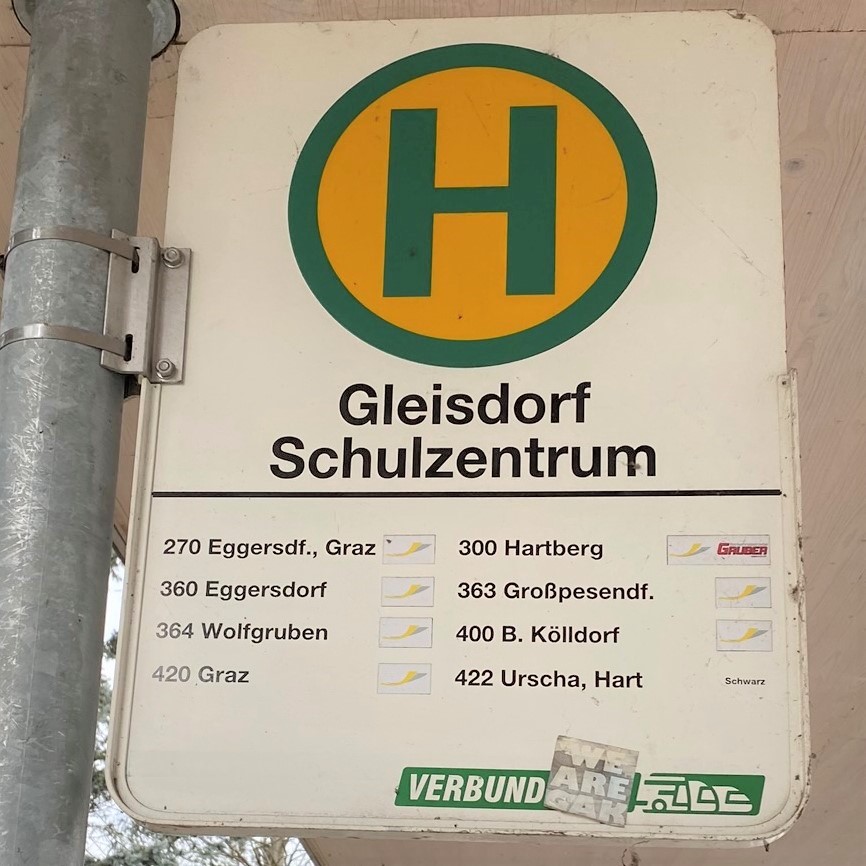 H
Gleisdorf
Schulzentrum
270 Eggersdf., Graz
300 Hartberg
GRUBER
360 Eggersdorf
363 Großpesendf.
364 Wolfgruben
400 B. Kölldorf
420 Graz
422 Urscha, Hart
Schwarz
VERBUND
WE
ARE